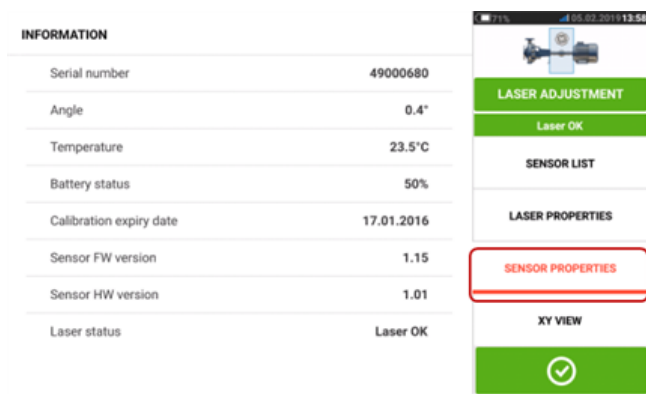 71% 05.02.2019 13:58
INFORMATION
Serial number 49000680
Angle 0.4°
Temperature 23.5°C
Battery status 50%
Calibration expiry date 17.01.2016
Sensor FW version 1.15
Sensor HW version 1.01
Laser status Laser OK
LASER ADJUSTMENT
Laser OK
SENSOR LIST
LASER PROPERTIES
SENSOR PROPERTIES
XY VIEW